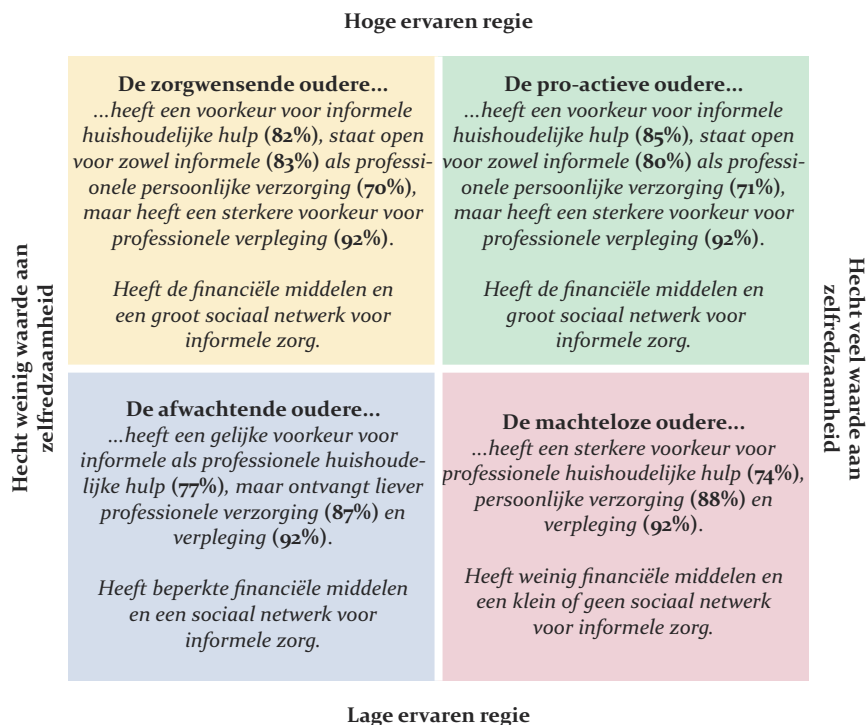 Hoge ervaren regie
Hecht weinig waarde aan
zelfredzaamheid
De zorgwensende oudere...
...heeft een voorkeur voor informele
huishoudelijke hulp (82%), staat open
voor zowel informele (83%) als professi-
onele persoonlijke verzorging (70%),
maar heeft een sterkere voorkeur voor
professionele verpleging (92%).
Heeft de financiële middelen en
een groot sociaal netwerk voor
informele zorg.
De pro-actieve oudere...
...heeft een voorkeur voor informele
huishoudelijke hulp (85%), staat open
voor zowel informele (80%) als professi-
onele persoonlijke verzorging (71%),
maar heeft een sterkere voorkeur voor
professionele verpleging (92%).
Heeft de financiële middelen en
groot sociaal netwerk voor
informele zorg.
Hecht veel waarde aan
zelfredzaamheid
De afwachtende oudere...
...heeft een gelijke voorkeur voor
informele als professionele huishoude-
lijke hulp (77%), maar ontvangt liever
professionele verzorging (87%) en
verpleging (92%).
Heeft beperkte financiële middelen
en een sociaal netwerk voor
informele zorg.
De machteloze oudere...
...heeft een sterkere voorkeur voor
professionele huishoudelijke hulp (74%),
persoonlijke verzorging (88%) en
verpleging (92%).
Heeft weinig financiële middelen en
een klein of geen sociaal netwerk
voor informele zorg.
Lage ervaren regie